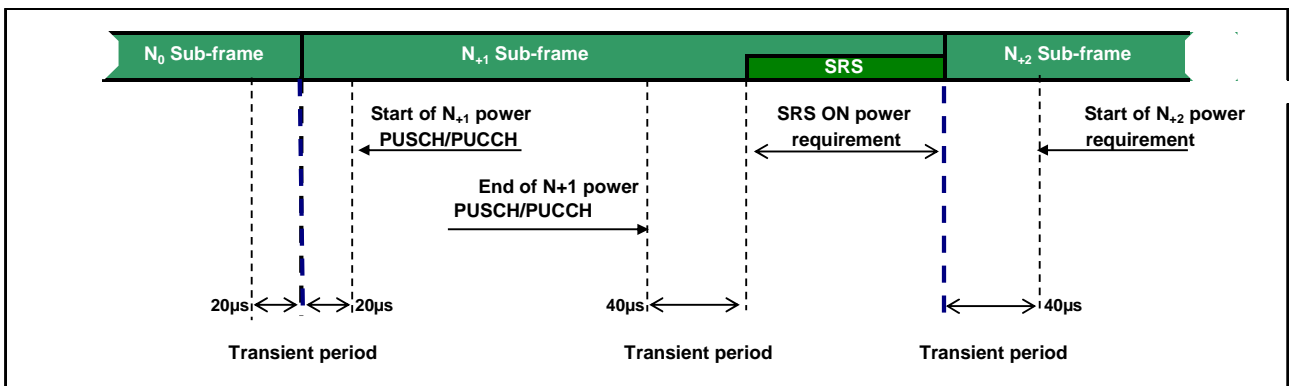 N0 Sub-frame
N+1 Sub-frame
N+2 Sub-frame
SRS
Start of N+1 power
PUSCH/PUCCH
SRS ON power
requirement
Start of N+2 power
requirement
End of N+1 power
PUSCH/PUCCH
20µs
20µs
40µs
40µs
Transient period
Transient period
Transient period